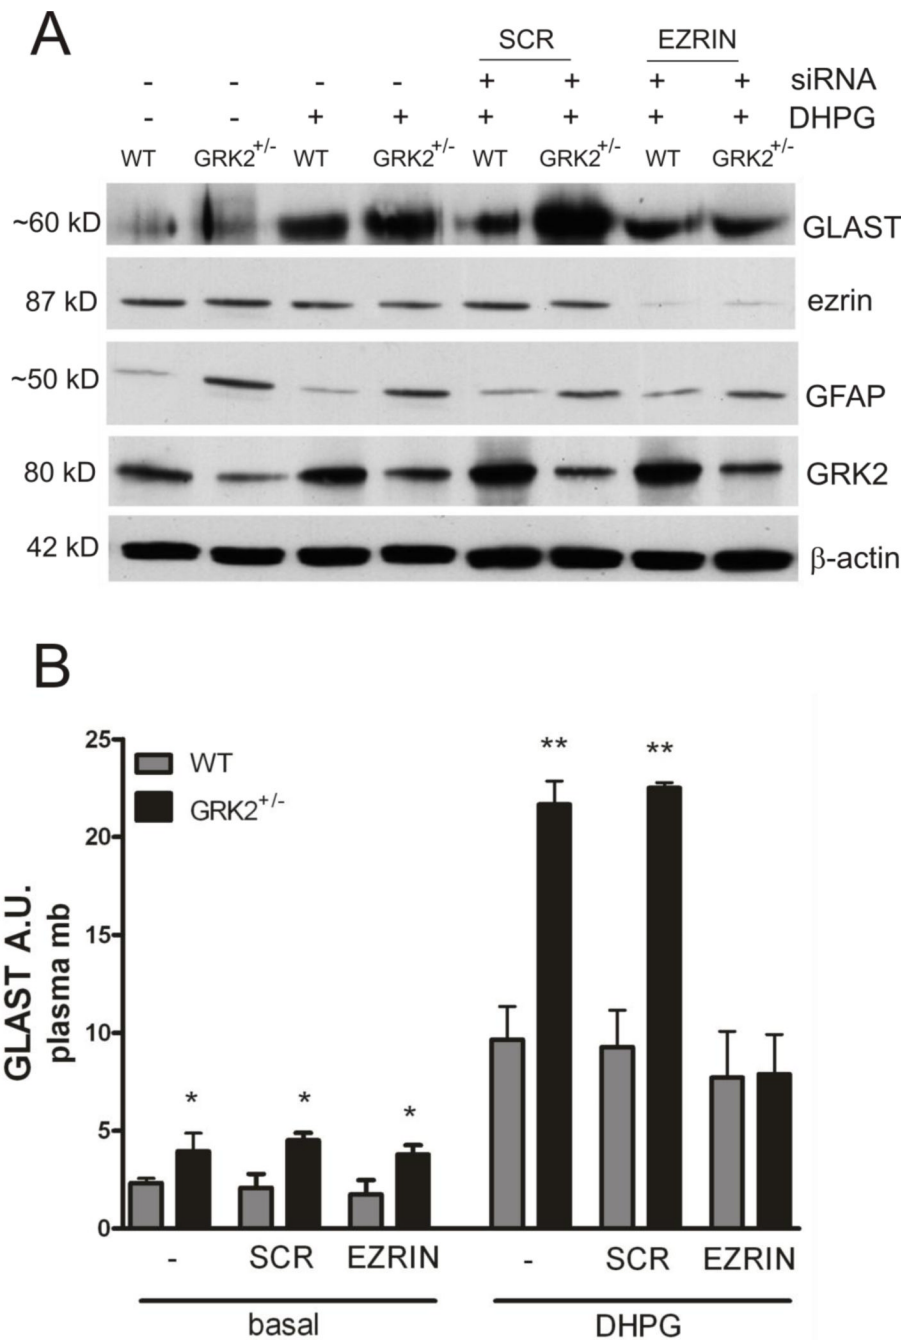 A
SCR EZRIN
- - - - + + + + siRNA
- - + + + + + + DHPG
WT GRK2+/- WT GRK2+/- WT GRK2+/- WT GRK2+/-
~60 kD GLAST
87 kD ezrin
~50 kD GFAP
80 kD GRK2
42 kD β-actin
B
25
20
15
10
5
0
GLAST A.U.
plasma mb
WT
GRK2+/-
* * * ** **
- SCR EZRIN - SCR EZRIN
basal DHPG